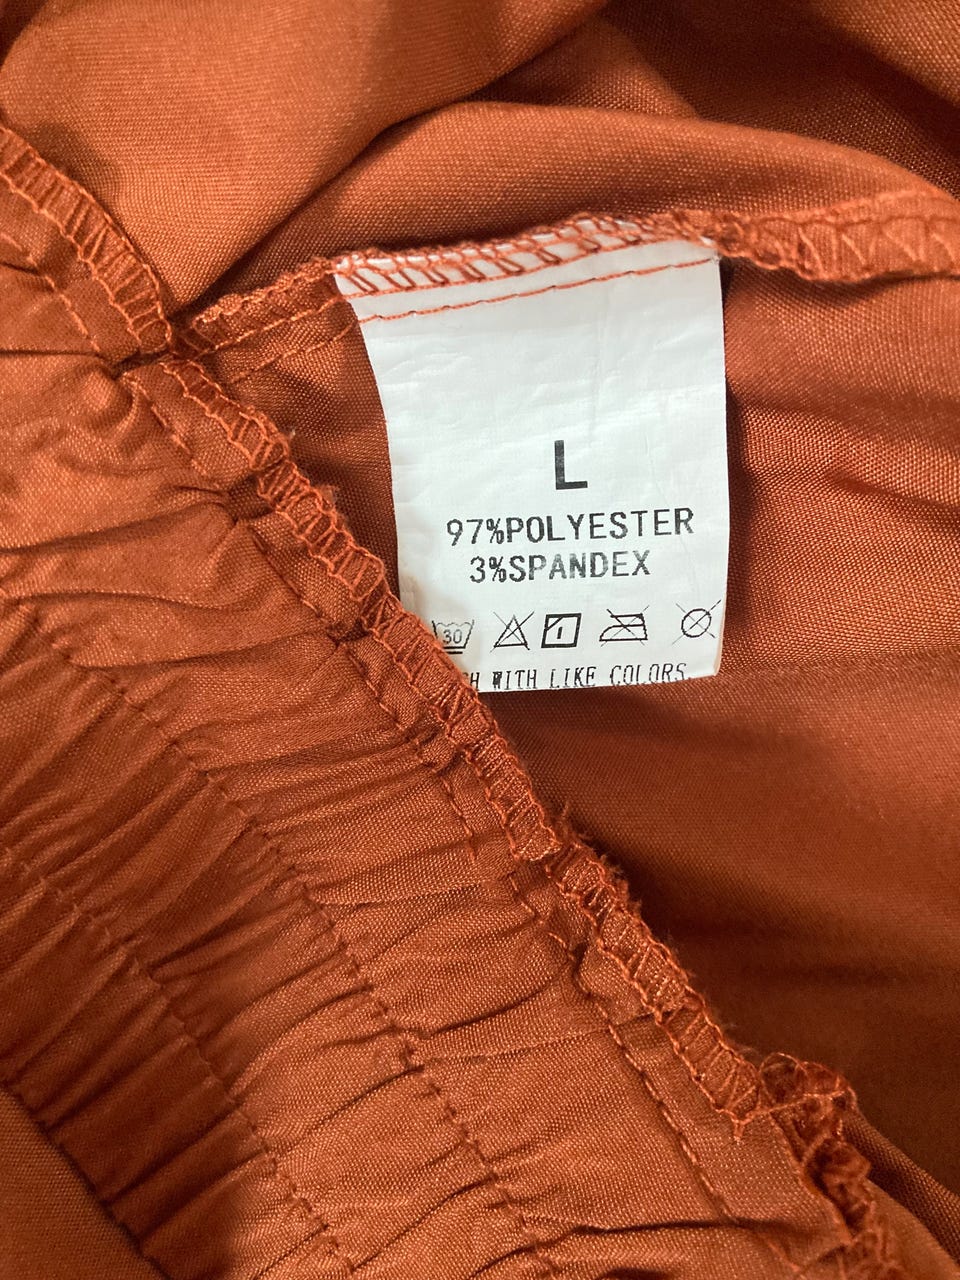 L
97%POLYESTER
3%SPANDEX
30
WITH LIKE COLORS.